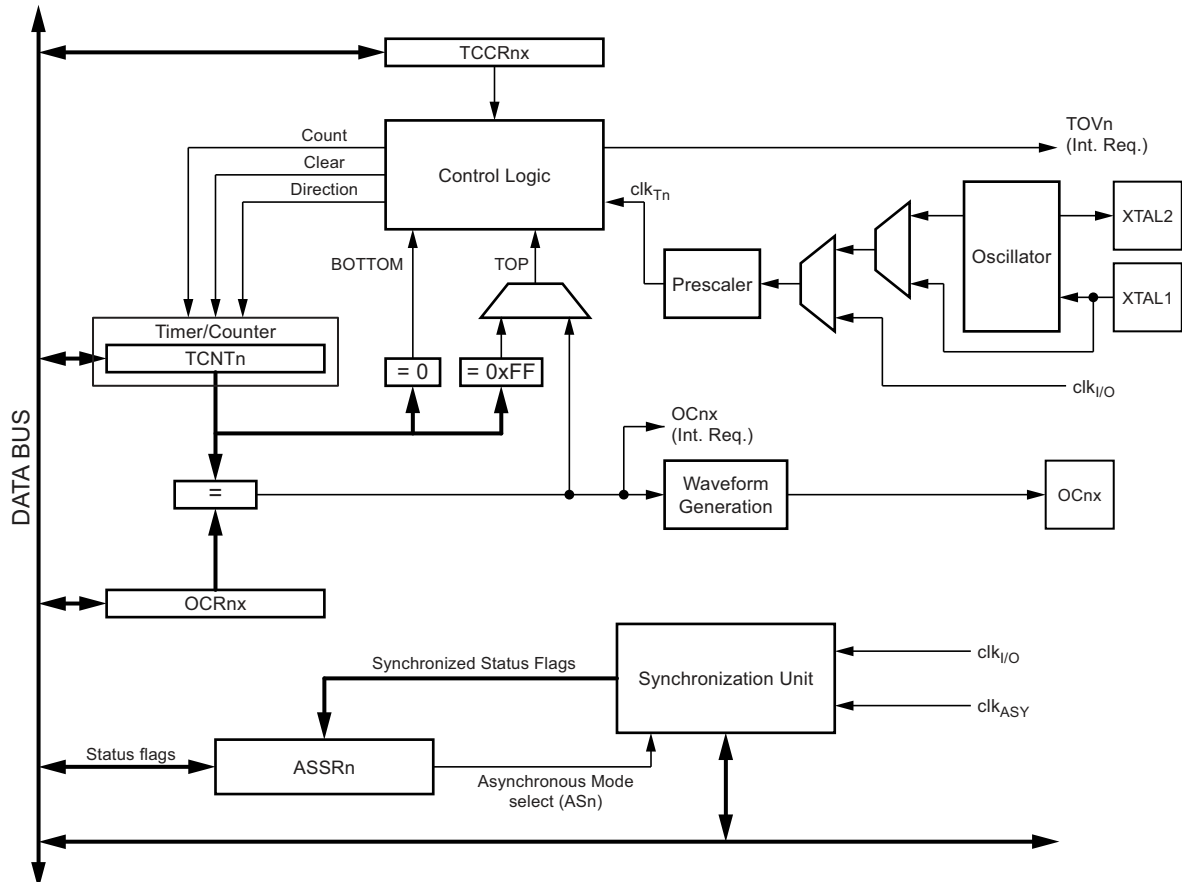 TCCRnx
Count
Clear
Direction
Control Logic
TOVn
(Int. Req.)
clkTn
XTAL2
Oscillator
XTAL1
Prescaler
BOTTOM
TOP
Timer/Counter
TCNTn
= 0
= 0xFF
clkI/O
OCnx
(Int. Req.)
DATA BUS
=
Waveform
Generation
OCnx
OCRnx
Synchronized Status Flags
Synchronization Unit
clkI/O
clkASY
Status flags
ASSRn
Asynchronous Mode
select (ASn)